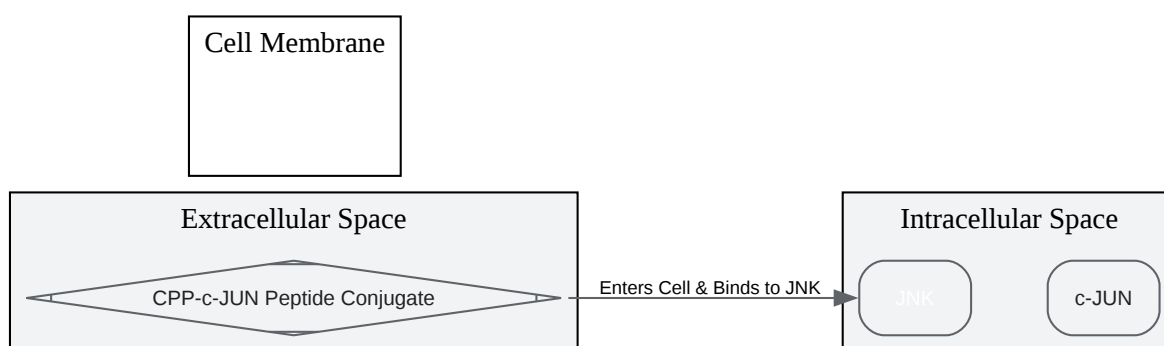 Cell Membrane
Extracellular Space
CPP-c-JUN Peptide Conjugate
Enters Cell & Binds to JNK
Intracellular Space
JNK
c-JUN